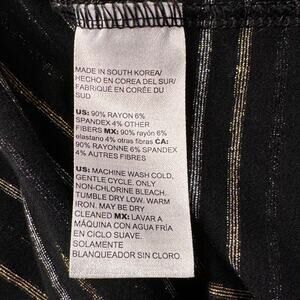 MADE IN SOUTH KOREA/
HECHO EN COREA DEL SUR/
FABRIQUÉ EN CORÉE DU
SUD
US: 90% RAYON 6%
SPANDEX 4% OTHER
FIBERS MX: 90% rayón 6%
elastano 4% otras fibras CA:
90% RAYONNE 6% SPANDEX
4% AUTRES FIBRES
US: MACHINE WASH COLD,
GENTLE CYCLE. ONLY
NON-CHLORINE BLEACH.
TUMBLE DRY LOW. WARM
IRON. MAY BE DRY
CLEANED MX: LAVAR A
MÁQUINA CON AGUA FRÍA
EN CICLO SUAVE.
SOLAMENTE
BLANQUEADOR SIN CLORO.